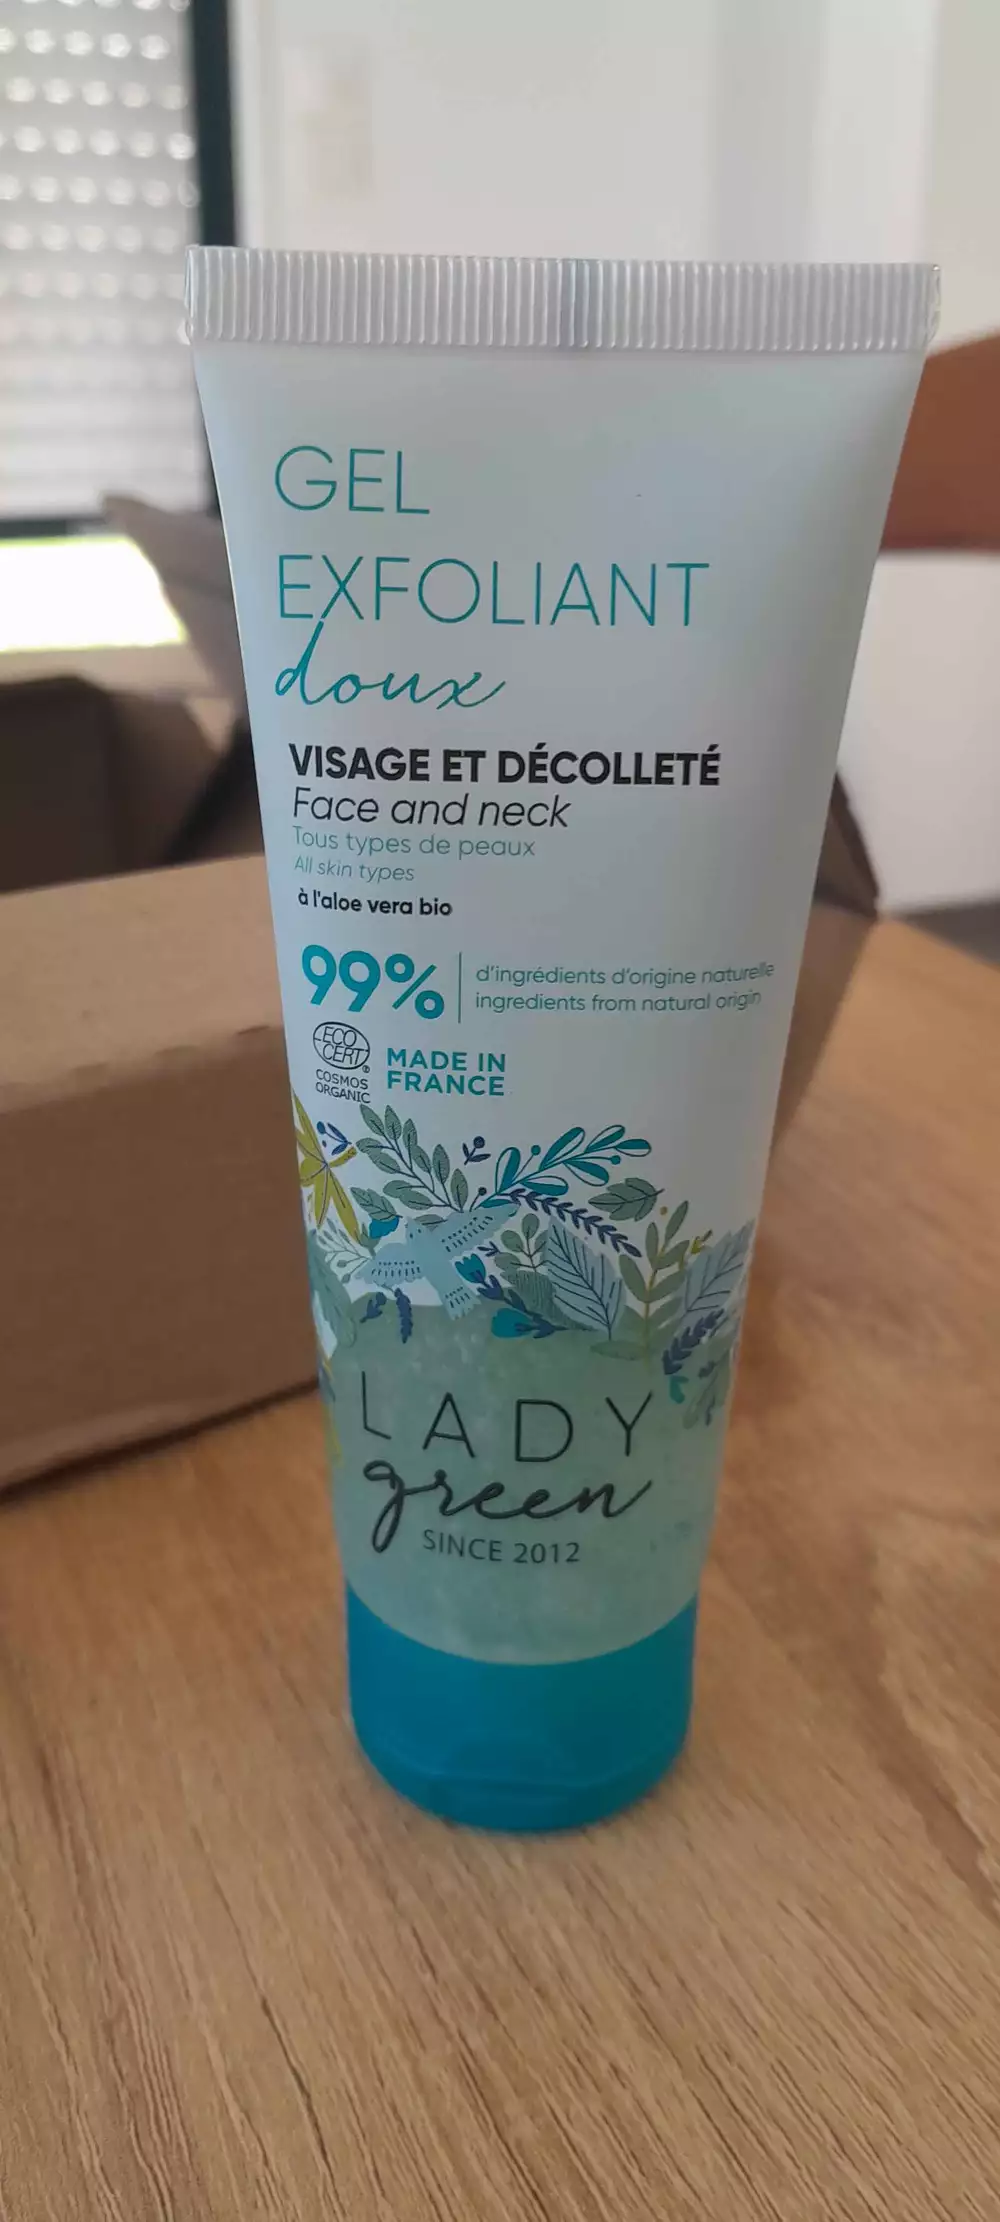 GEL
EXFOLIANT
doux
VISAGE ET DÉCOLLETÉ
Face and neck
Tous types de peaux
All skin types
à l'aloe vera bio
99%
d'ingrédients d'origine naturelle
ingredients from natural origin
ECO
CERT®
COSMOS
ORGANIC
MADE IN
FRANCE
LADY
green
SINCE 2012